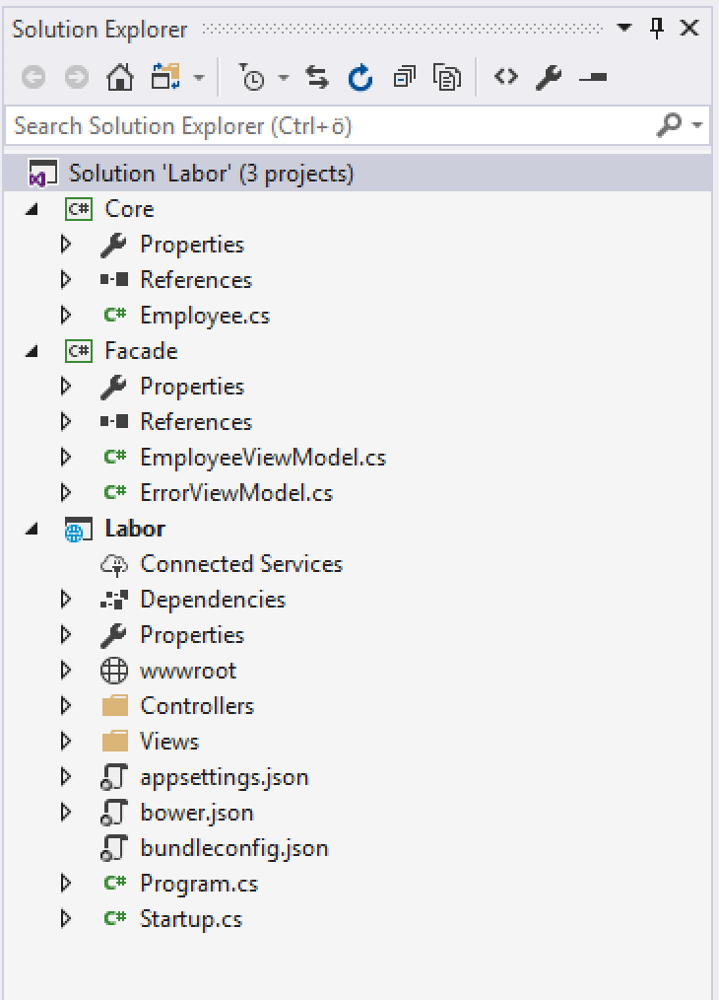 Solution Explorer
Search Solution Explorer (Ctrl+ö)
Solution 'Labor' (3 projects)
C# Core
Properties
References
C# Employee.cs
C# Facade
Properties
References
C# EmployeeViewModel.cs
C# ErrorViewModel.cs
Labor
Connected Services
Dependencies
Properties
wwwroot
Controllers
Views
appsettings.json
bower.json
bundleconfig.json
C# Program.cs
C# Startup.cs